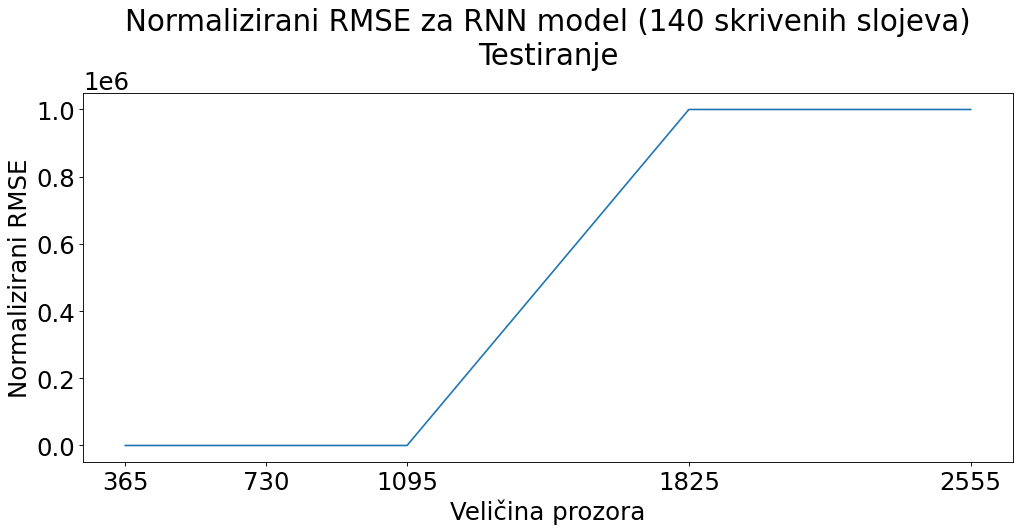 Normalizirani RMSE za RNN model (140 skrivenih slojeva)
Testiranje
1e6
1.0
0.8
0.6
0.4
0.2
0.0
Normalizirani RMSE
365 730 1095 1825 2555
Veličina prozora